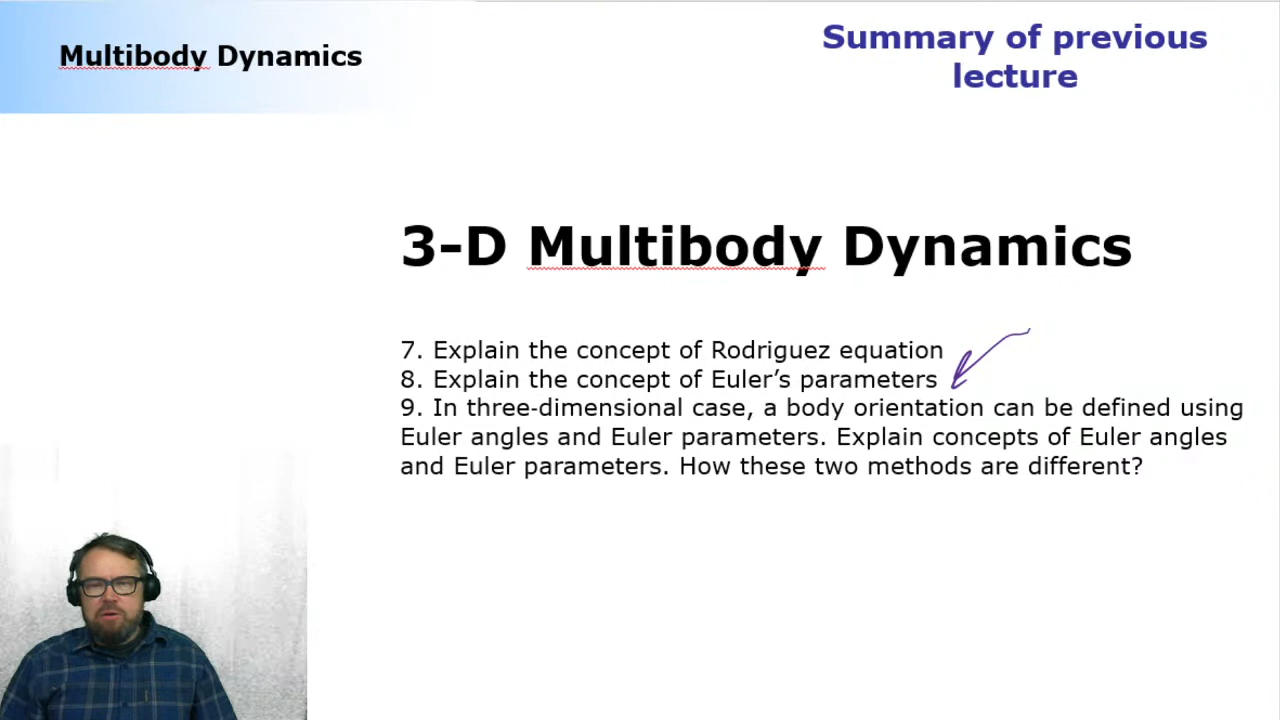 Multibody Dynamics
Summary of previous
lecture
3-D Multibody Dynamics
7. Explain the concept of Rodriguez equation
8. Explain the concept of Euler’s parameters
9. In three-dimensional case, a body orientation can be defined using
Euler angles and Euler parameters. Explain concepts of Euler angles
and Euler parameters. How these two methods are different?